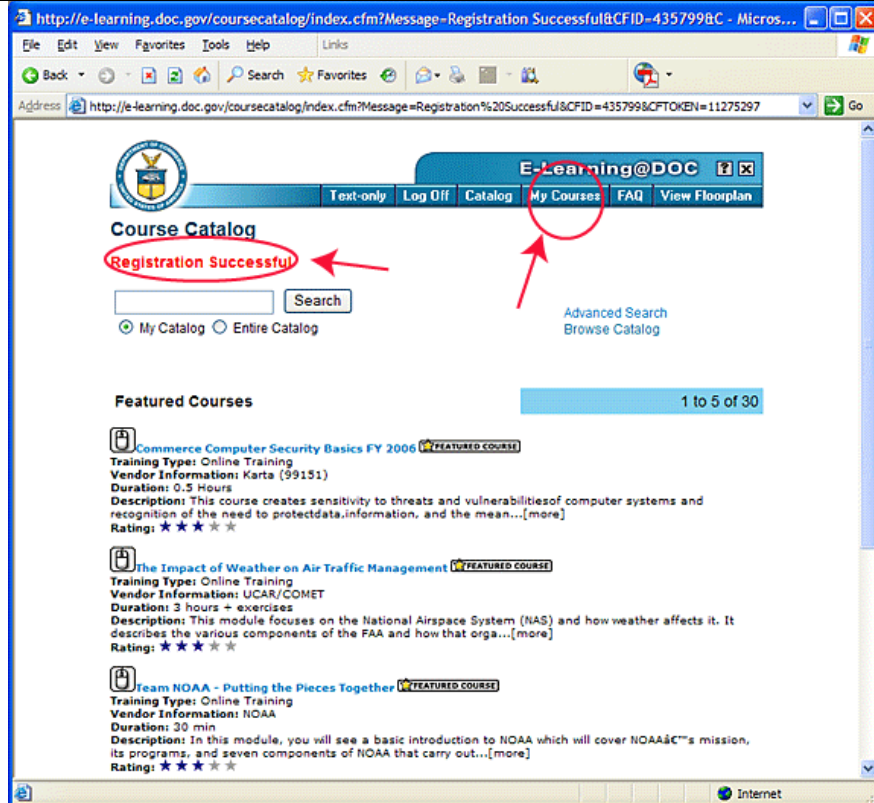 http://e-learning.doc.gov/coursecatalog/index.cfm?Message=Registration Successful&CFID=435799&C - Micros...
File Edit View Favorites Tools Help Links
Back Search Favorites
Address http://e-learning.doc.gov/coursecatalog/index.cfm?Message=Registration%20Successful&CFID=435799&CFTOKEN=11275297 Go
DEPARTMENT OF COMMERCE
UNITED STATES OF AMERICA
E-Learning@DOC ? X
Text-only Log Off Catalog My Courses FAQ View Floorplan
Course Catalog
Registration Successful
Search
My Catalog Entire Catalog
Advanced Search
Browse Catalog
Featured Courses 1 to 5 of 30
Commerce Computer Security Basics FY 2006 FEATURED COURSE
Training Type: Online Training
Vendor Information: Karta (99151)
Duration: 0.5 Hours
Description: This course creates sensitivity to threats and vulnerabilitiesof computer systems and
recognition of the need to protectdata,information, and the mean...[more]
Rating:
The Impact of Weather on Air Traffic Management FEATURED COURSE
Training Type: Online Training
Vendor Information: UCAR/COMET
Duration: 3 hours + exercises
Description: This module focuses on the National Airspace System (NAS) and how weather affects it. It
describes the various components of the FAA and how that orga...[more]
Rating:
Team NOAA - Putting the Pieces Together FEATURED COURSE
Training Type: Online Training
Vendor Information: NOAA
Duration: 30 min
Description: In this module, you will see a basic introduction to NOAA which will cover NOAAâ€™s mission,
its programs, and seven components of NOAA that carry out...[more]
Rating:
Internet